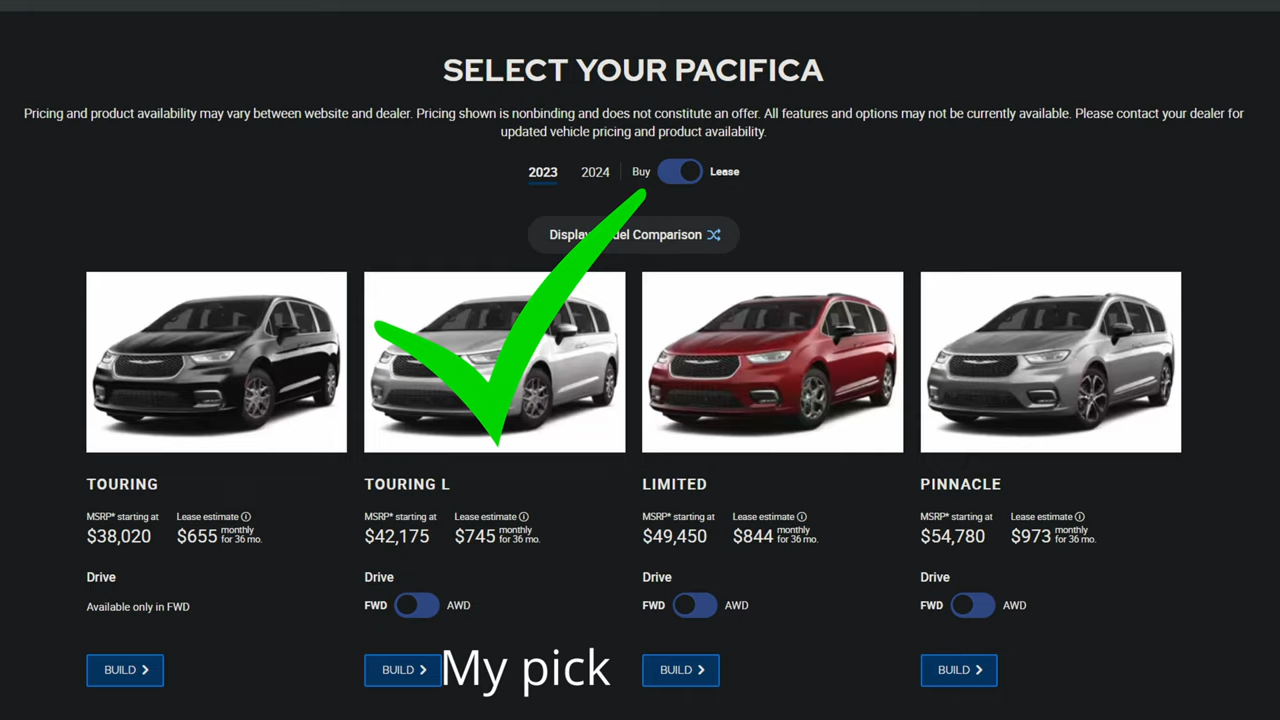 SELECT YOUR PACIFICA
Pricing and product availability may vary between website and dealer. Pricing shown is nonbinding and does not constitute an offer. All features and options may not be currently available. Please contact your dealer for
updated vehicle pricing and product availability.
2023 2024 Buy Lease
Display el Comparison
TOURING
MSRP* starting at Lease estimate
$38,020 $655 monthly for 36 mo.
Drive
Available only in FWD
BUILD
TOURING L
MSRP* starting at Lease estimate
$42,175 $745 monthly for 36 mo.
Drive
FWD AWD
BUILD
My pick
LIMITED
MSRP* starting at Lease estimate
$49,450 $844 monthly for 36 mo.
Drive
FWD AWD
BUILD
PINNACLE
MSRP* starting at Lease estimate
$54,780 $973 monthly for 36 mo.
Drive
FWD AWD
BUILD